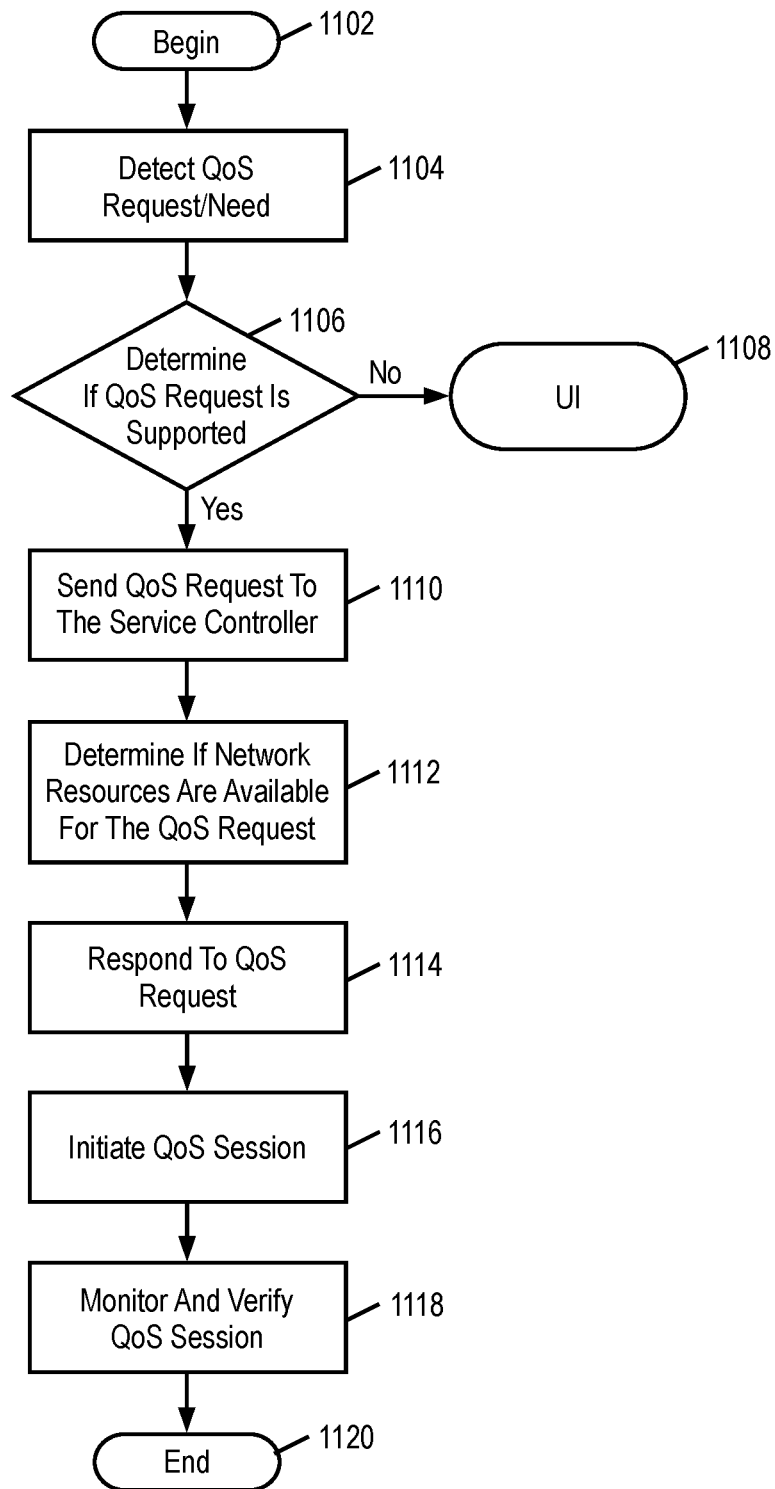 Begin
1102
Detect QoS
Request/Need
1104
1106
Determine
If QoS Request Is
Supported
No
UI
1108
Yes
Send QoS Request To
The Service Controller
1110
Determine If Network
Resources Are Available
For The QoS Request
1112
Respond To QoS
Request
1114
Initiate QoS Session
1116
Monitor And Verify
QoS Session
1118
End
1120